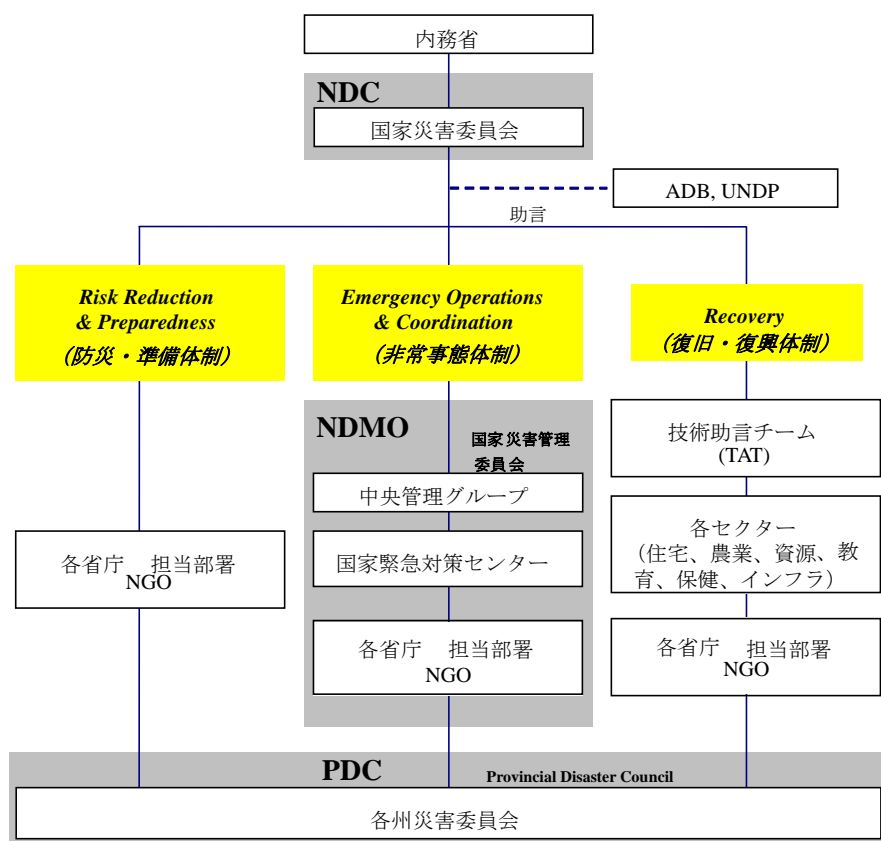 内務省
NDC
国家災害委員会
ADB, UNDP
助言
Risk Reduction
& Preparedness
（防災・準備体制）
Emergency Operations
& Coordination
（非常事態体制）
Recovery
（復旧・復興体制）
各省庁 担当部署
NGO
NDMO
国家災害管理
委員会
中央管理グループ
国家緊急対策センター
各省庁 担当部署
NGO
技術助言チーム
(TAT)
各セクター
（住宅、農業、資源、教
育、保健、インフラ）
各省庁 担当部署
NGO
PDC Provincial Disaster Council
各州災害委員会